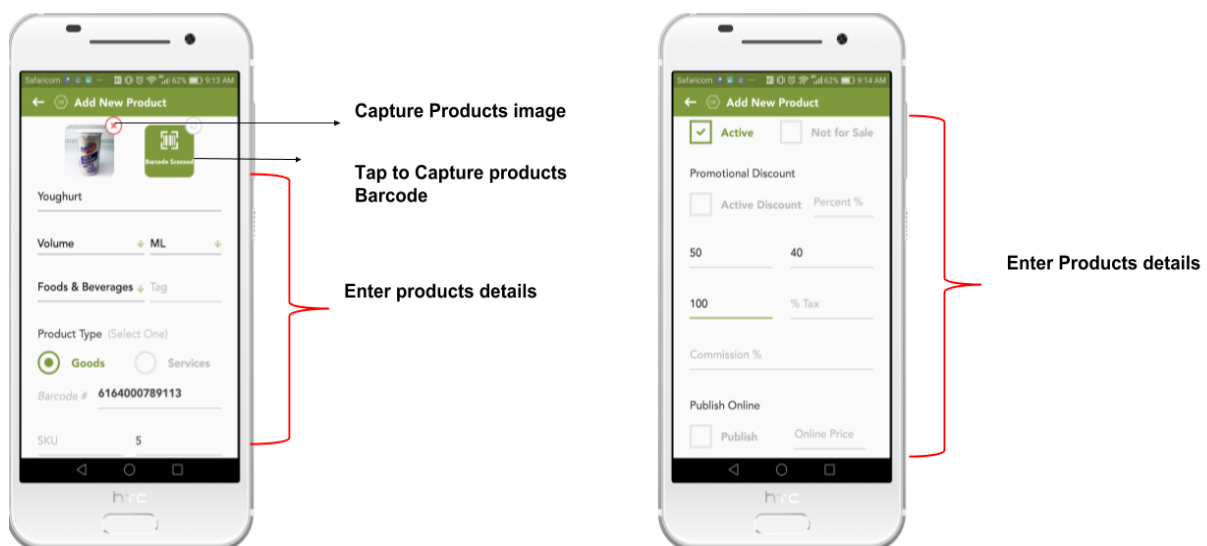 Safaricom 62% 9:13 AM
Add New Product
Barcode Scanned
Youghurt
Volume ML
Foods & Beverages Tag
Product Type (Select One)
Goods Services
Barcode # 6164000789113
SKU 5
htc
Capture Products image
Tap to Capture products
Barcode
Enter products details
Safaricom 62% 9:14 AM
Add New Product
Active Not for Sale
Promotional Discount
Active Discount Percent %
50 40
100 % Tax
Commission %
Publish Online
Publish Online Price
htc
Enter Products details